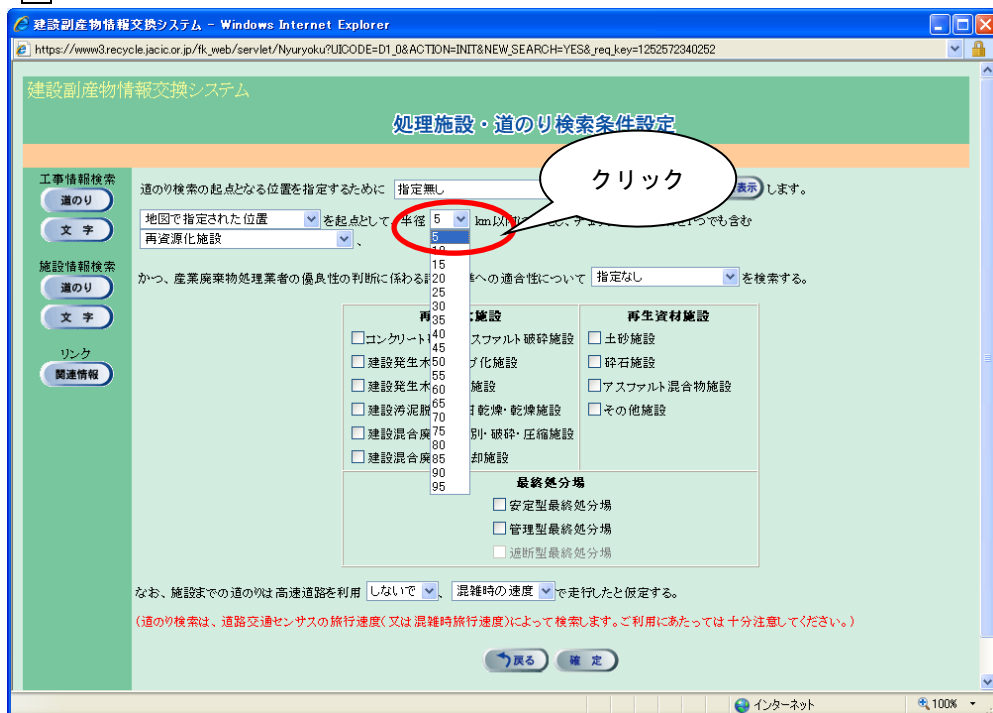 建設副産物情報交換システム - Windows Internet Explorer
https://www3.recycle.jacic.or.jp/fk_web/servlet/Nyuryoku?UICODE=D1_0&ACTION=INIT&NEW_SEARCH=YES&_req_key=1252572340252
建設副産物情報交換システム
処理施設・道のり検索条件設定
工事情報検索
道のり
文 字
施設情報検索
道のり
文 字
リンク
関連情報
道のり検索の起点となる位置を指定するために 指定無し 表示 します。
クリック
地図で指定された位置 を起点として、半径 5 km以内 つでも含む
再資源化施設 、
5
10
15
20
25
30
35
40
45
50
55
60
65
70
75
80
85
90
95
かつ、産業廃棄物処理業者の優良性の判断に係わる への適合性について 指定なし を検索する。
再 施設
コンクリート スファルト破砕施設
建設発生木 プ化施設
建設発生木 施設
建設汚泥脱 乾燥・乾燥施設
建設混合廃 別・破砕・圧縮施設
建設混合廃 却施設
再生資材施設
土砂施設
砕石施設
アスファルト混合物施設
その他施設
最終処分場
安定型最終処分場
管理型最終処分場
遮断型最終処分場
なお、施設までの道のりは高速道路を利用 しないで 、 混雑時の速度 で走行したと仮定する。
(道のり検索は、道路交通センサスの旅行速度(又は混雑時旅行速度)によって検索します。ご利用にあたっては十分注意してください。)
戻る 確 定
インターネット 100%